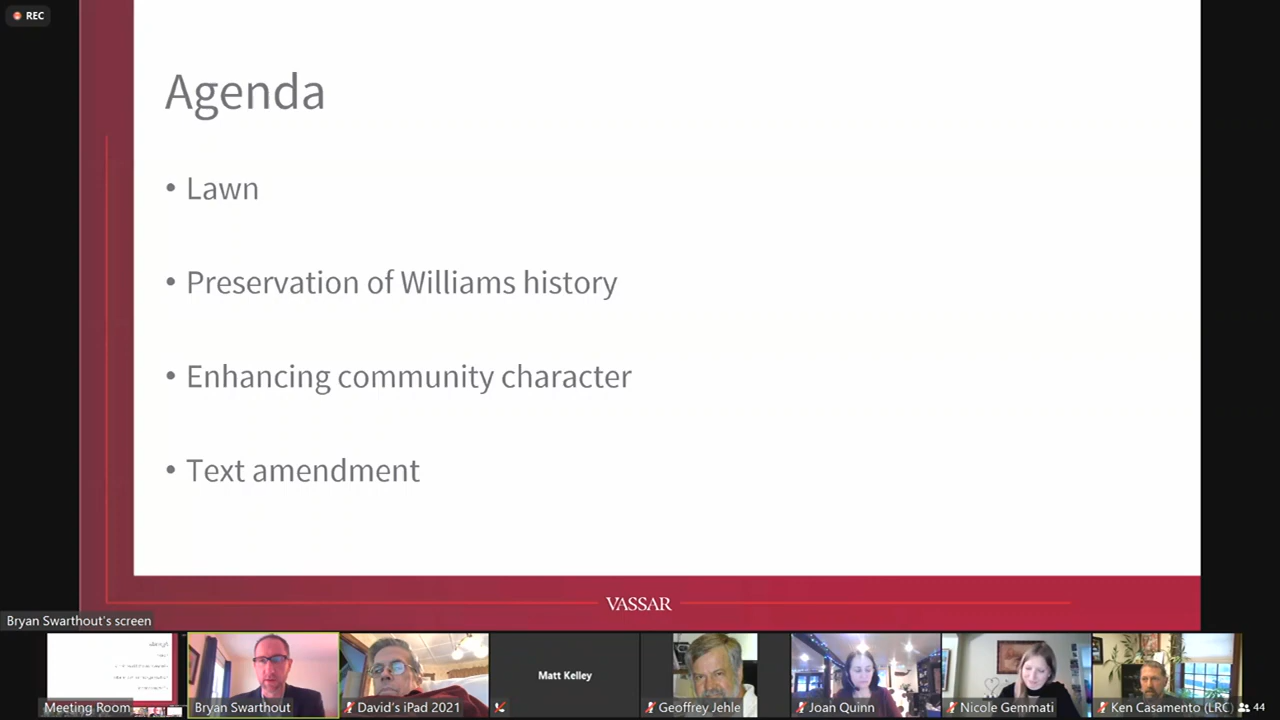 REC
Agenda
• Lawn
• Preservation of Williams history
• Enhancing community character
• Text amendment
VASSAR
Bryan Swarthout's screen
Meeting Room
Bryan Swarthout
David's iPad 2021
Matt Kelley
Geoffrey Jehle
Joan Quinn
Nicole Gemmati
Ken Casamento (LRC)
44